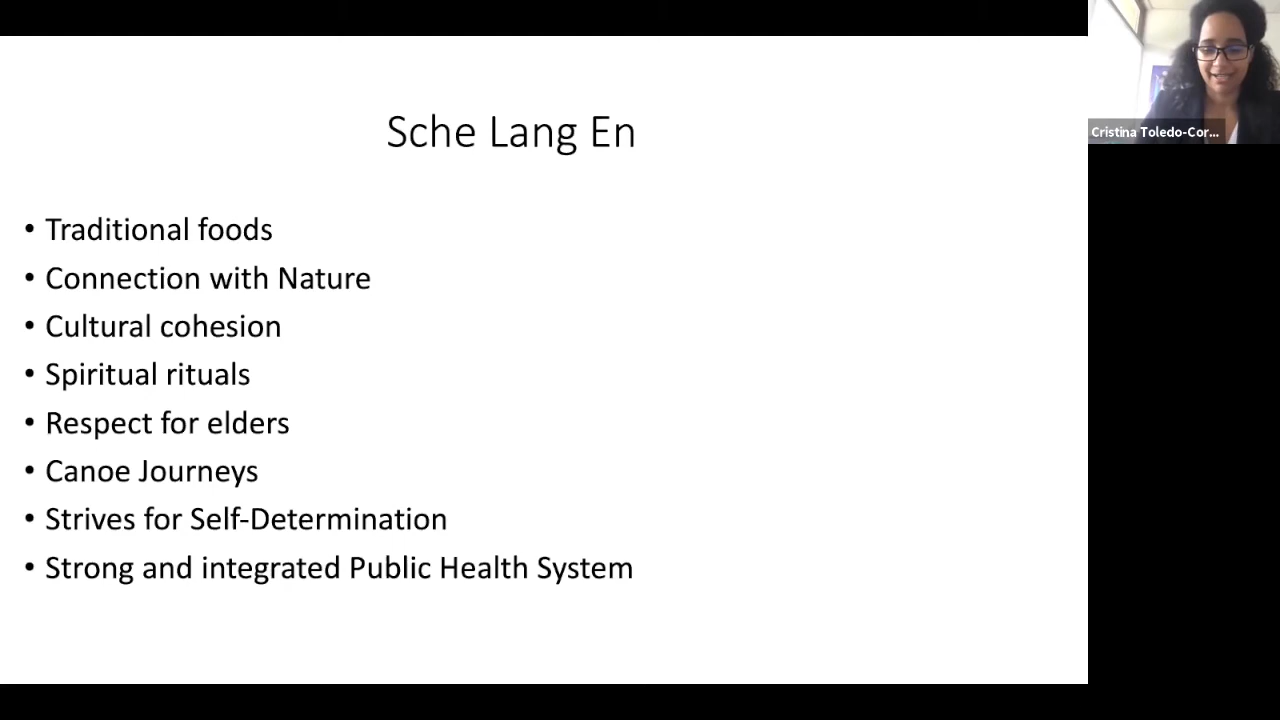 Sche Lang En
• Traditional foods
• Connection with Nature
• Cultural cohesion
• Spiritual rituals
• Respect for elders
• Canoe Journeys
• Strives for Self-Determination
• Strong and integrated Public Health System
Cristina Toledo-Cor...